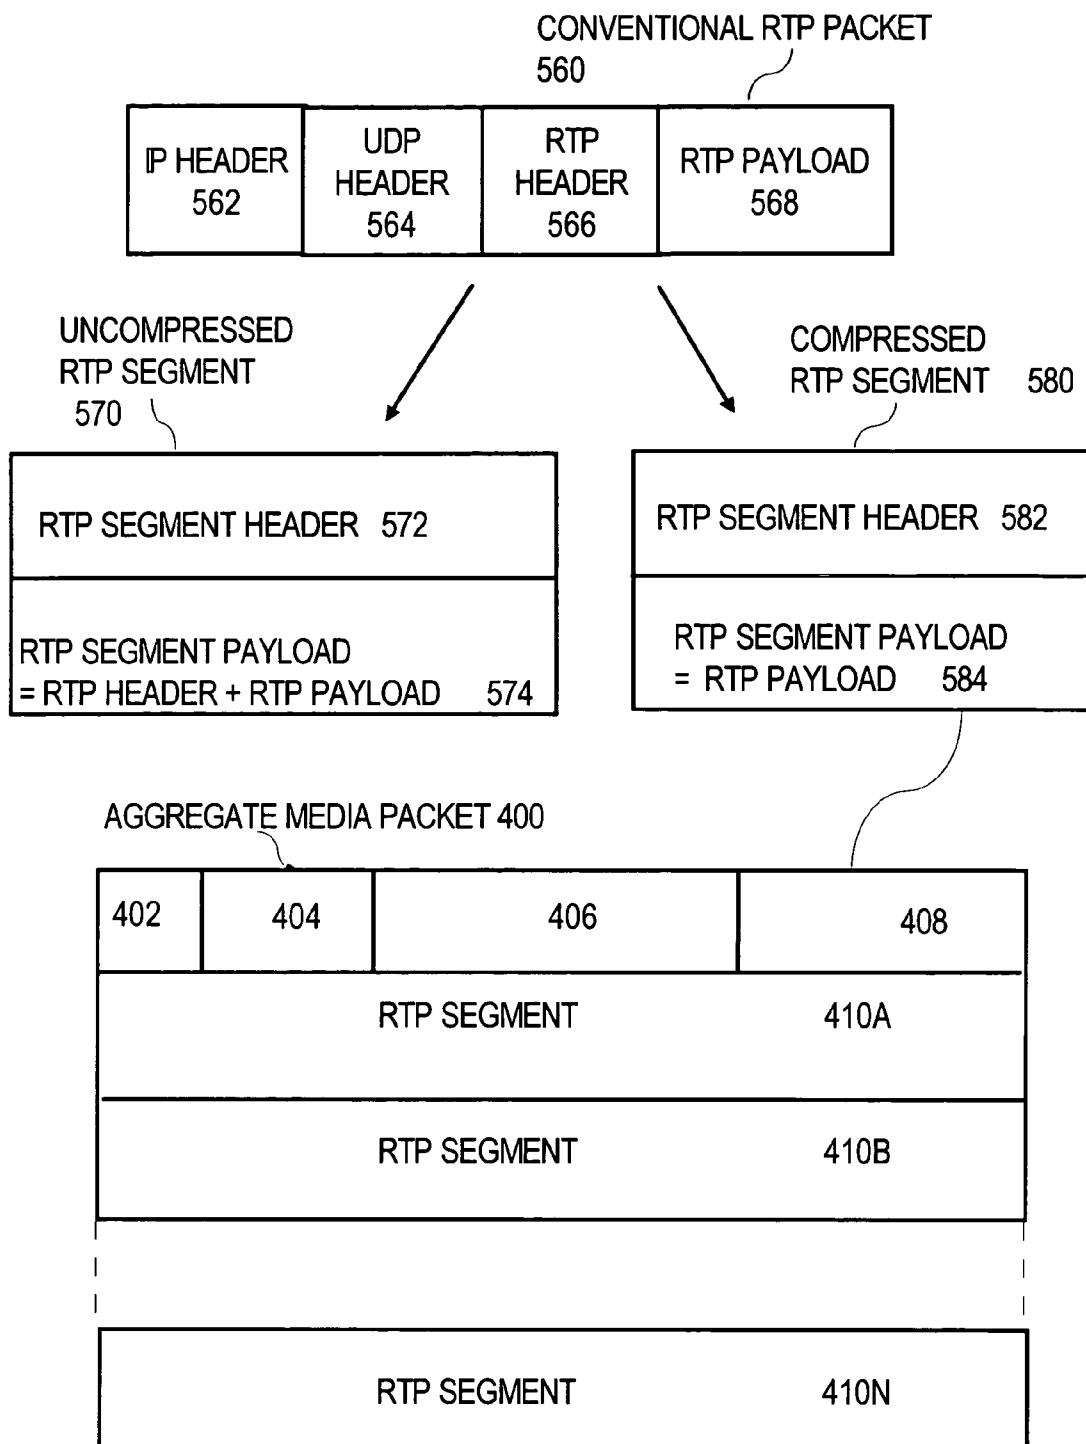 CONVENTIONAL RTP PACKET
560
IP HEADER
562
UDP
HEADER
564
RTP
HEADER
566
RTP PAYLOAD
568
UNCOMPRESSED
RTP SEGMENT
570
COMPRESSED
RTP SEGMENT 580
RTP SEGMENT HEADER 572
RTP SEGMENT PAYLOAD
= RTP HEADER + RTP PAYLOAD 574
RTP SEGMENT HEADER 582
RTP SEGMENT PAYLOAD
= RTP PAYLOAD 584
AGGREGATE MEDIA PACKET 400
402 404 406 408
RTP SEGMENT 410A
RTP SEGMENT 410B
RTP SEGMENT 410N